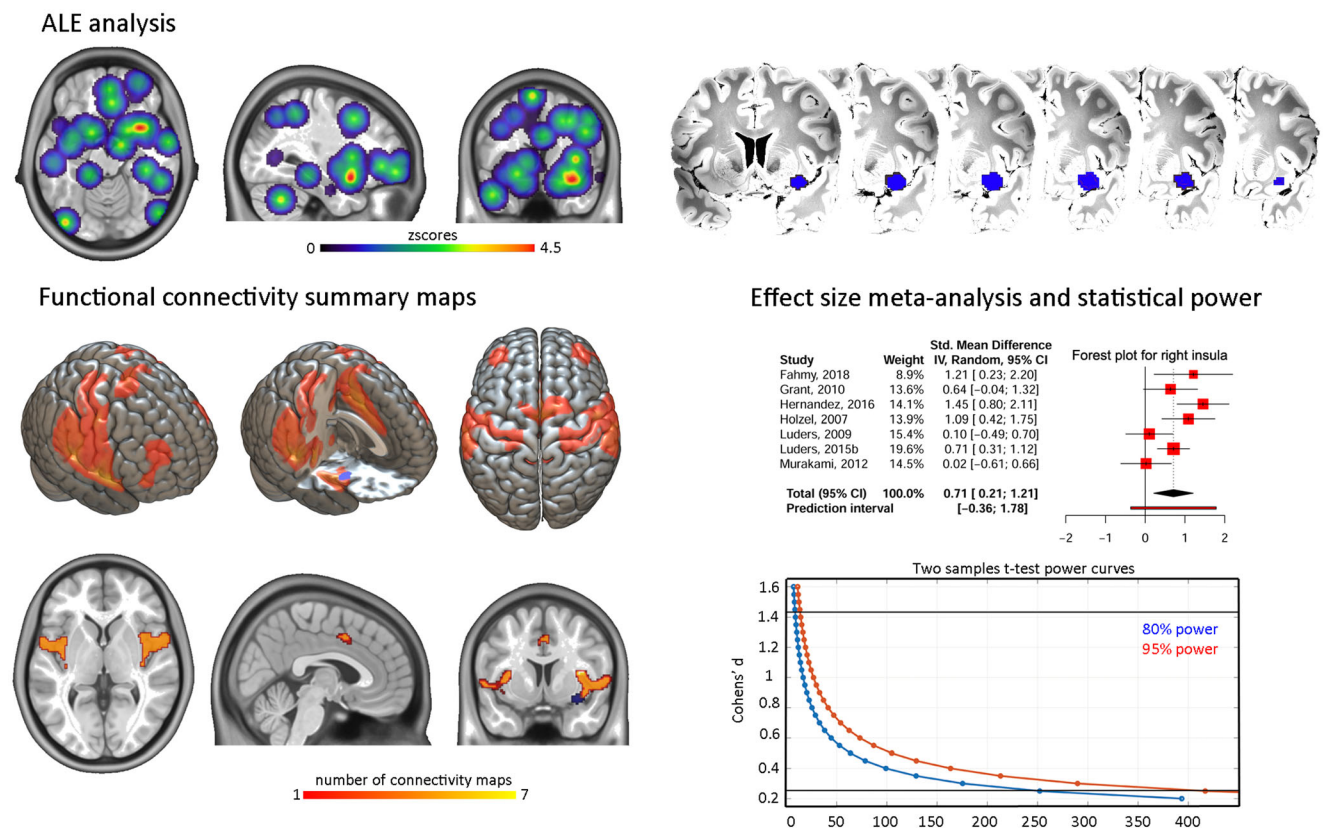 ALE analysis
zscores
0 4.5
Functional connectivity summary maps
number of connectivity maps
1 7
Effect size meta-analysis and statistical power
Std. Mean Difference
Study Weight IV, Random, 95% CI
Forest plot for right insula
Fahmy, 2018 8.9% 1.21 [ 0.23; 2.20]
Grant, 2010 13.6% 0.64 [−0.04; 1.32]
Hernandez, 2016 14.1% 1.45 [ 0.80; 2.11]
Holzel, 2007 13.9% 1.09 [ 0.42; 1.75]
Luders, 2009 15.4% 0.10 [−0.49; 0.70]
Luders, 2015b 19.6% 0.71 [ 0.31; 1.12]
Murakami, 2012 14.5% 0.02 [−0.61; 0.66]
Total (95% CI) 100.0% 0.71 [ 0.21; 1.21]
Prediction interval [−0.36; 1.78]
−2 −1 0 1 2
Two samples t-test power curves
80% power
95% power
Cohens' d
1.6
1.4
1.2
1
0.8
0.6
0.4
0.2
0 50 100 150 200 250 300 350 400